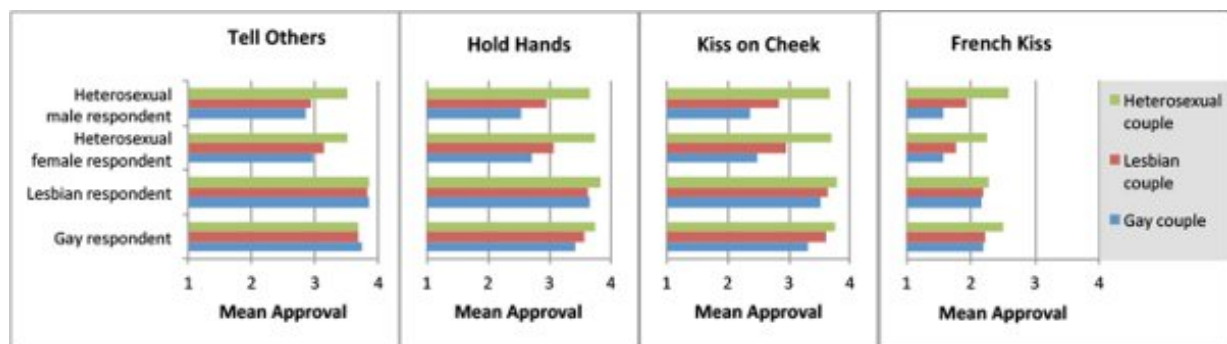 Tell Others
Hold Hands
Kiss on Cheek
French Kiss
Heterosexual
male respondent
Heterosexual
female respondent
Lesbian respondent
Gay respondent
1 2 3 4
Mean Approval
1 2 3 4
Mean Approval
1 2 3 4
Mean Approval
1 2 3 4
Mean Approval
Heterosexual
couple
Lesbian
couple
Gay couple